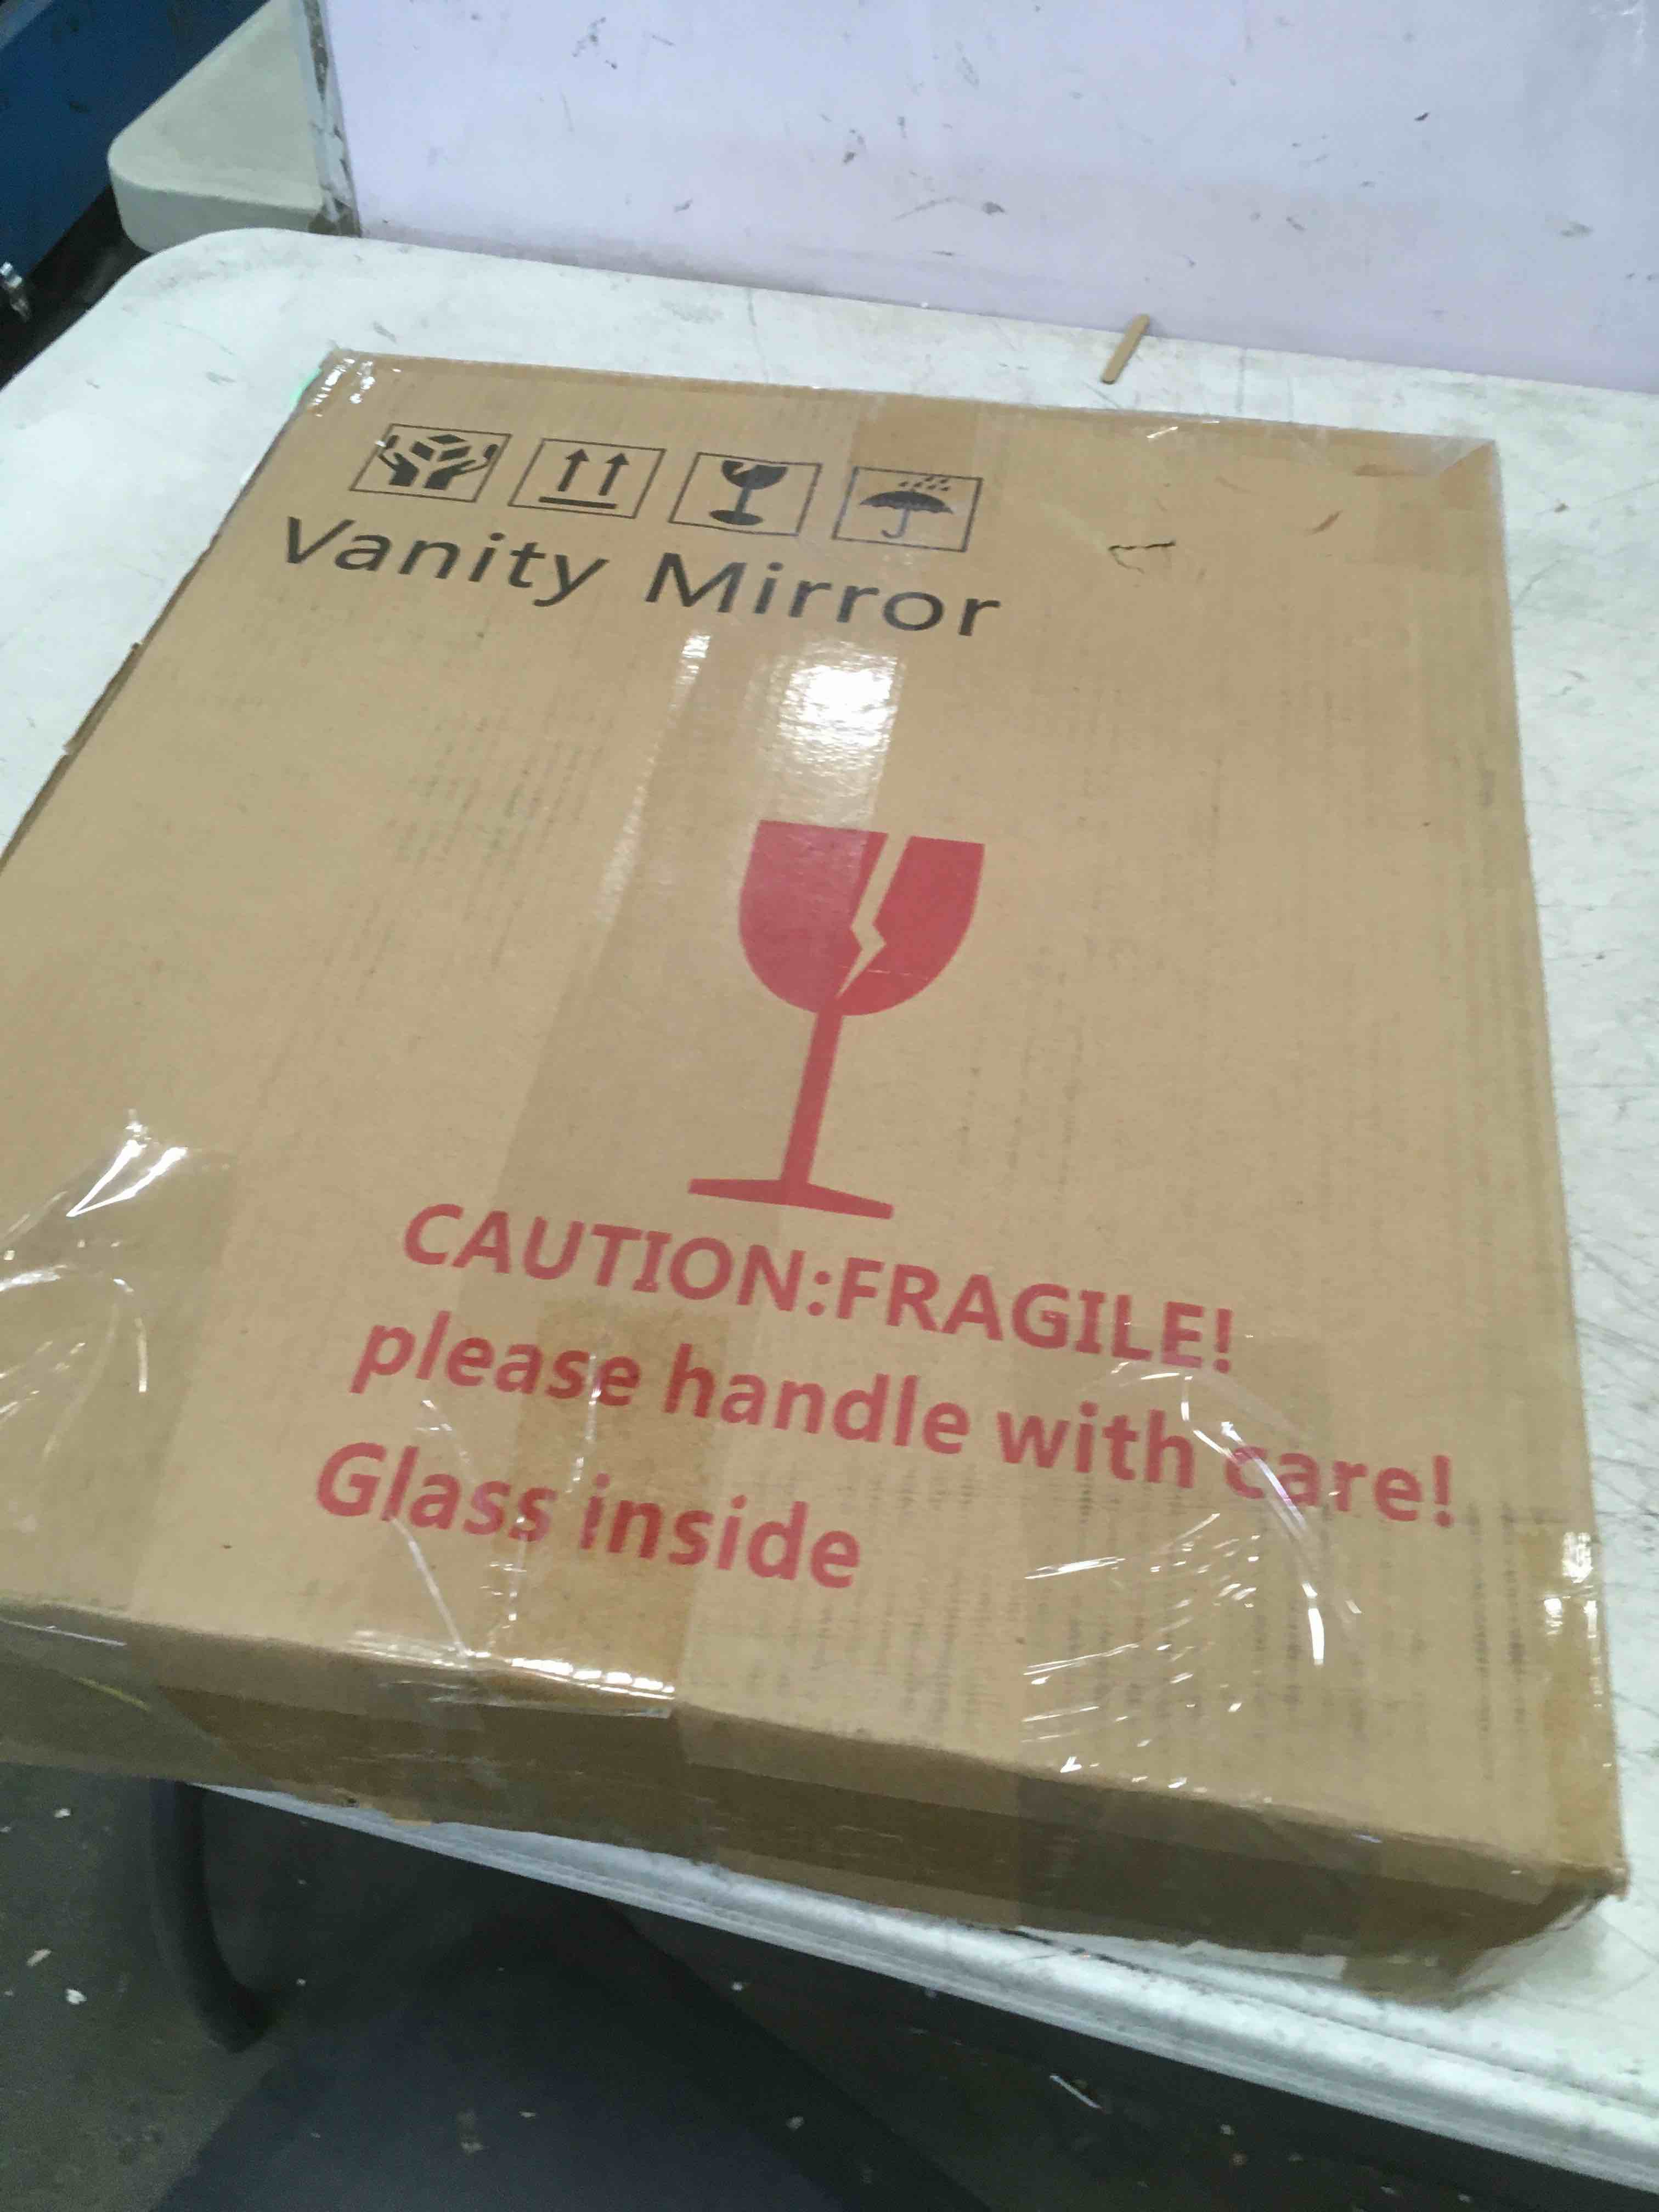 Vanity Mirror
CAUTION:FRAGILE!
please handle with care!
Glass inside